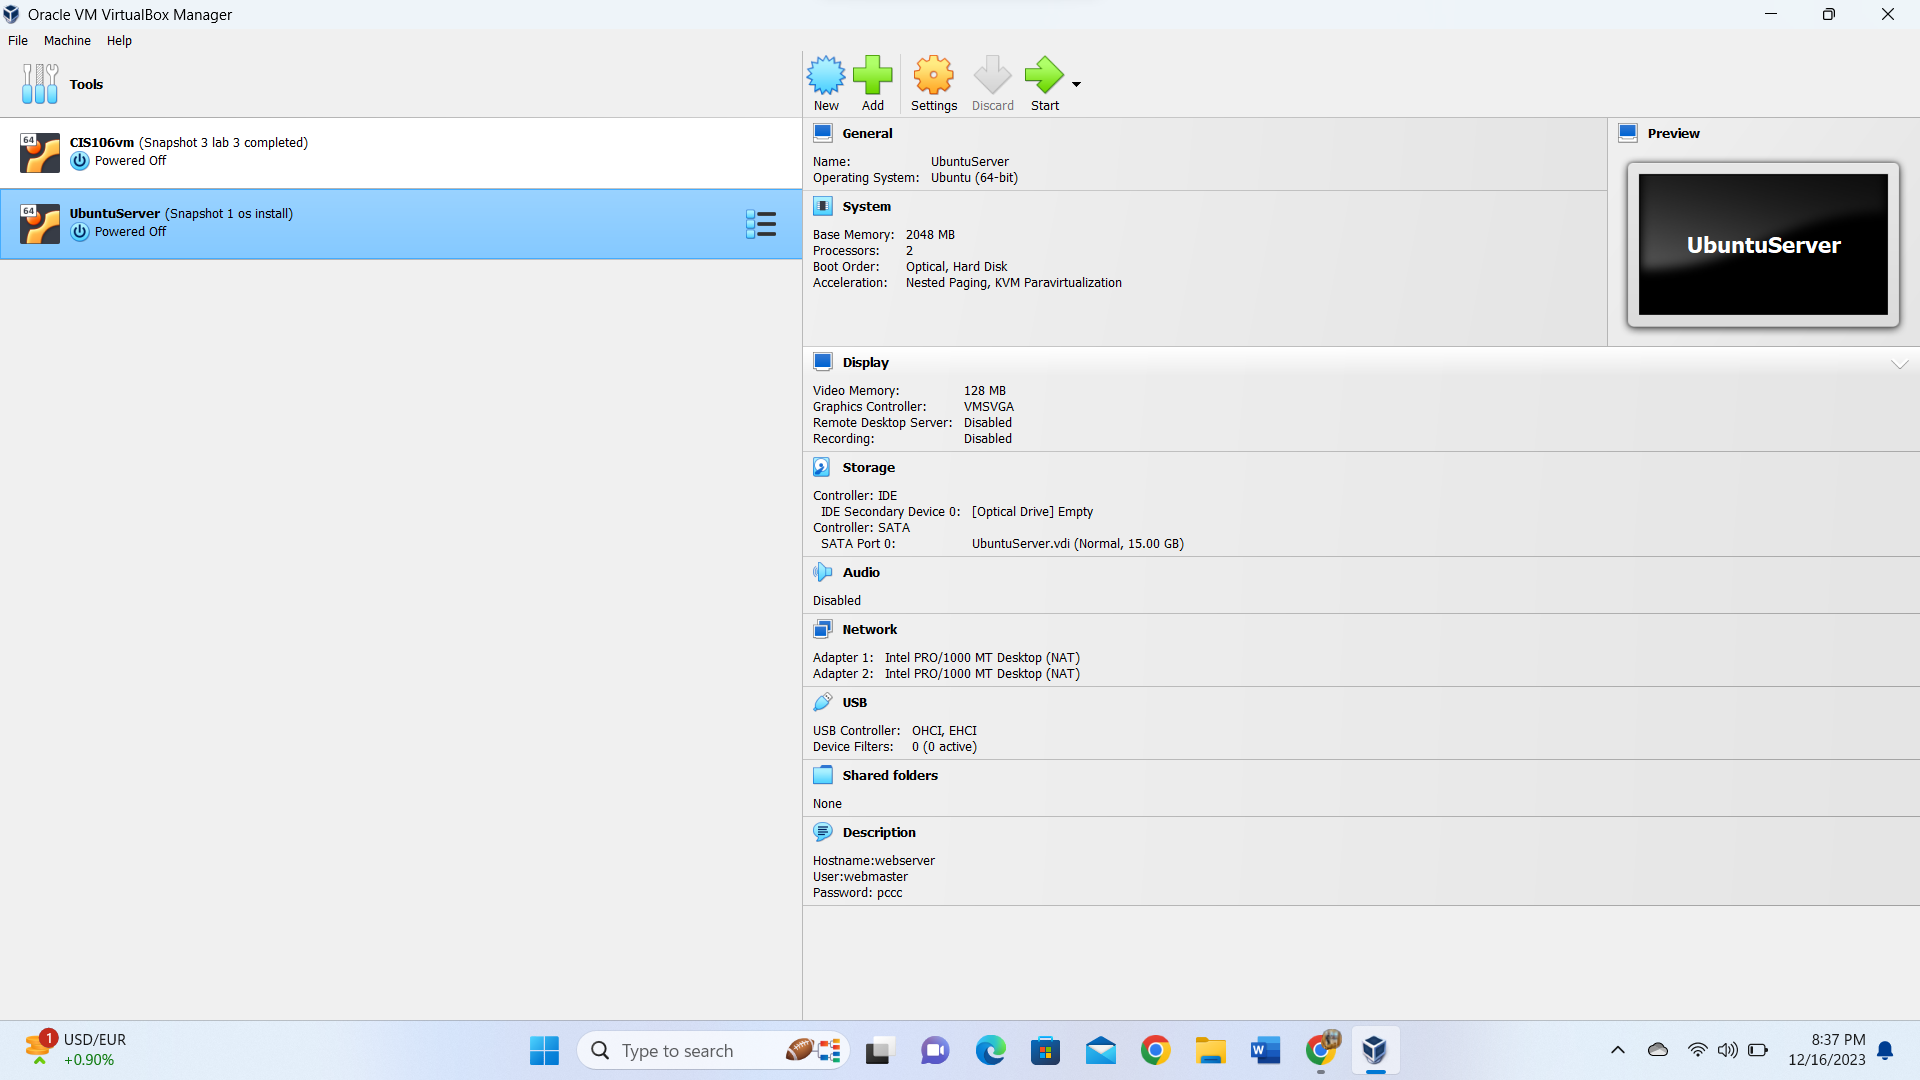 Oracle VM VirtualBox Manager
File Machine Help
Tools
64
CIS106vm (Snapshot 3 lab 3 completed)
Powered Off
64
UbuntuServer (Snapshot 1 os install)
Powered Off
New Add Settings Discard Start
General
Name: UbuntuServer
Operating System: Ubuntu (64-bit)
Preview
UbuntuServer
System
Base Memory: 2048 MB
Processors: 2
Boot Order: Optical, Hard Disk
Acceleration: Nested Paging, KVM Paravirtualization
Display
Video Memory: 128 MB
Graphics Controller: VMSVGA
Remote Desktop Server: Disabled
Recording: Disabled
Storage
Controller: IDE
IDE Secondary Device 0: [Optical Drive] Empty
Controller: SATA
SATA Port 0: UbuntuServer.vdi (Normal, 15.00 GB)
Audio
Disabled
Network
Adapter 1: Intel PRO/1000 MT Desktop (NAT)
Adapter 2: Intel PRO/1000 MT Desktop (NAT)
USB
USB Controller: OHCI, EHCI
Device Filters: 0 (0 active)
Shared folders
None
Description
Hostname:webserver
User:webmaster
Password: pccc
1
USD/EUR
+0.90%
Type to search
W
8:37 PM
12/16/2023